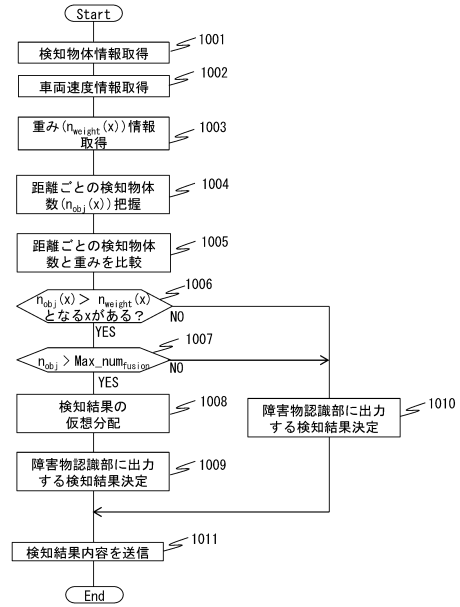 Start
検知物体情報取得
1001
車両速度情報取得
1002
重み(nweight(x))情報
取得
1003
距離ごとの検知物体
数(nobj(x))把握
1004
距離ごとの検知物体
数と重みを比較
1005
nobj(x)> nweight(x)
となるxがある?
1006
NO
YES
nobj > Max_numfusion
1007
NO
YES
検知結果の
仮想分配
1008
障害物認識部に出力
する検知結果決定
1010
障害物認識部に出力
する検知結果決定
1009
検知結果内容を送信
1011
End